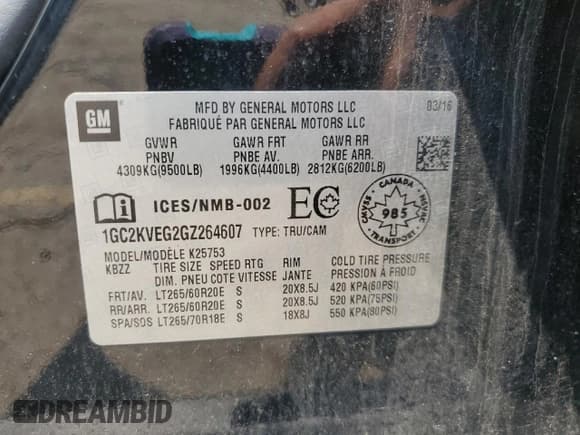 GM
MFD BY GENERAL MOTORS LLC
03/16
FABRIQUÉ PAR GENERAL MOTORS LLC
GVWR GAWR FRT GAWR RR
PNBV PNBE AV. PNBE ARR.
4309KG(9500LB) 1996KG(4400LB) 2812KG(6200LB)
ICES/NMB-002 EC
CMVSS NSVAC
985
TRANSPORT
1GC2KVEG2GZ264607 TYPE: TRU/CAM
MODEL/MODÈLE K25753
KBZZ TIRE SIZE SPEED RTG RIM COLD TIRE PRESSURE
DIM. PNEU COTE VITESSE JANTE PRESSION À FROID
FRT/AV. LT265/60R20E S 20X8.5J 420 KPA(60PSI)
RR/ARR. LT265/60R20E S 20X8.5J 520 KPA(75PSI)
SPA/SDS LT265/70R18E S 18X8J 550 KPA(80PSI)
DREAMBID